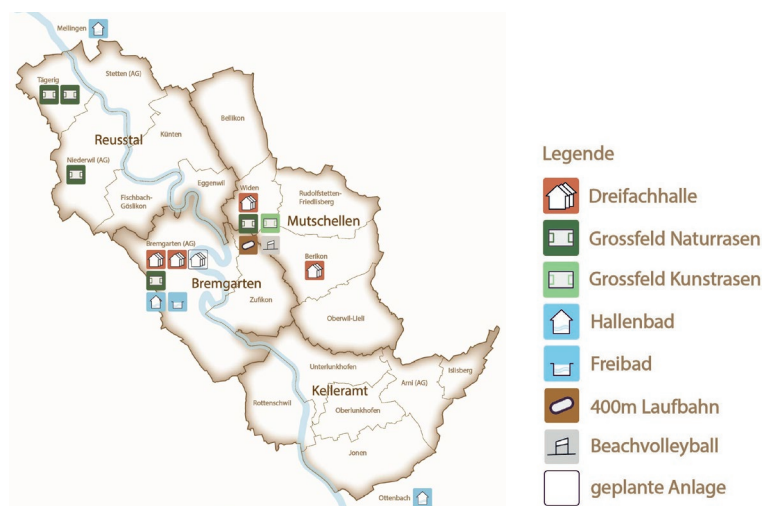 Mellingen
Stetten (AG)
Tägerig
Bellikon
Reusstal
Künten
Niederwil (AG)
Eggenwil
Widen
Rudolfstetten-
Friedlisberg
Fischbach-
Göslikon
Mutschellen
Bremgarten (AG)
Berikon
Bremgarten
Zufikon
Oberwil-Lieli
Unterlunkhofen
Islisberg
Arni (AG)
Kelleramt
Rottenschwil
Oberlunkhofen
Jonen
Ottenbach
Legende
Dreifachhalle
Grossfeld Naturrasen
Grossfeld Kunstrasen
Hallenbad
Freibad
400m Laufbahn
Beachvolleyball
geplante Anlage